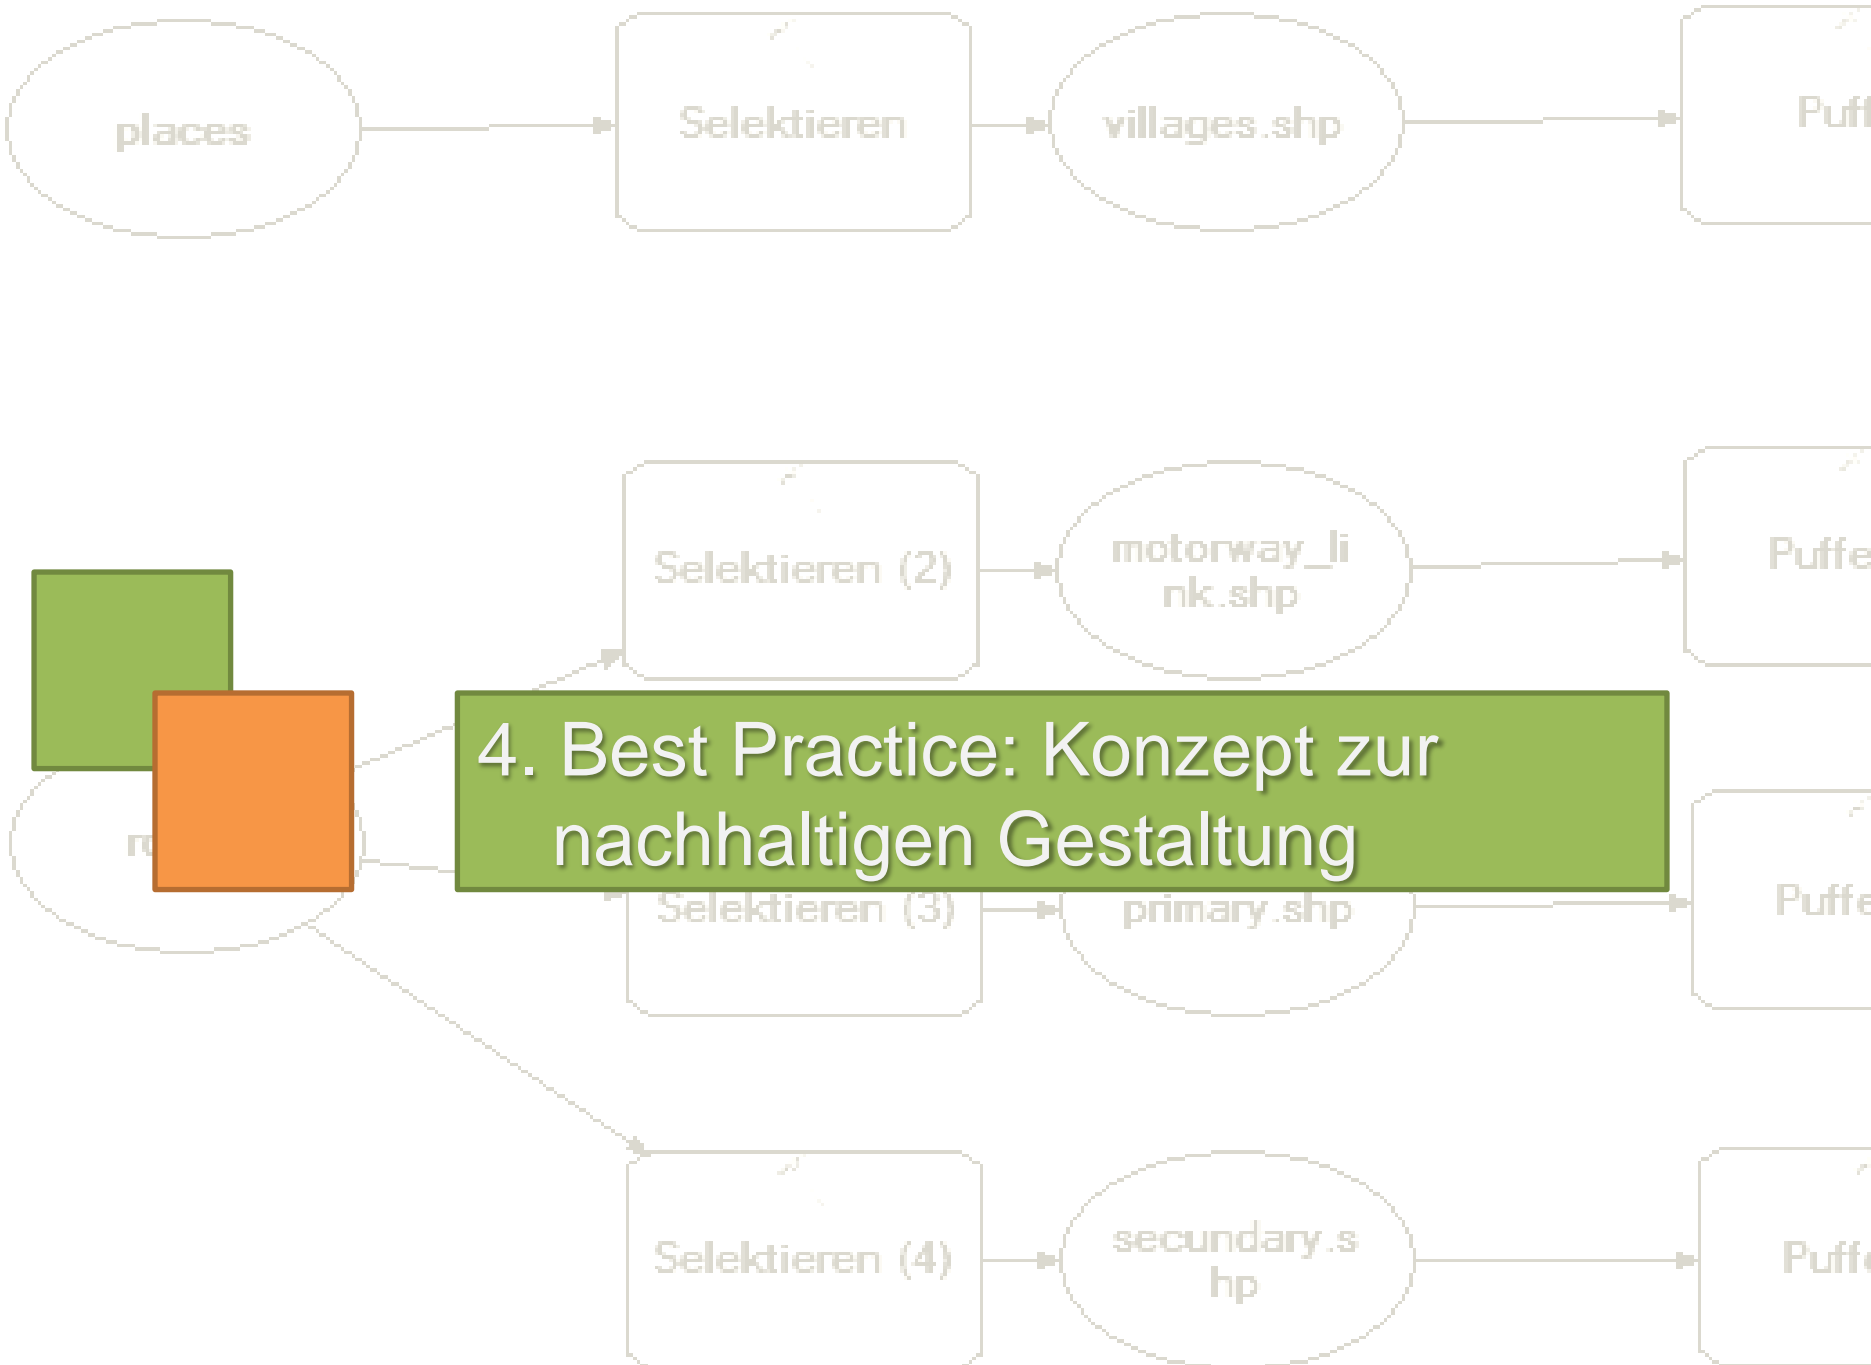 places
Selektieren
villages.shp
Selektieren (2)
motorway_li
nk.shp
4. Best Practice: Konzept zur
nachhaltigen Gestaltung
Selektieren (3)
primary.shp
Selektieren (4)
secundary.s
hp